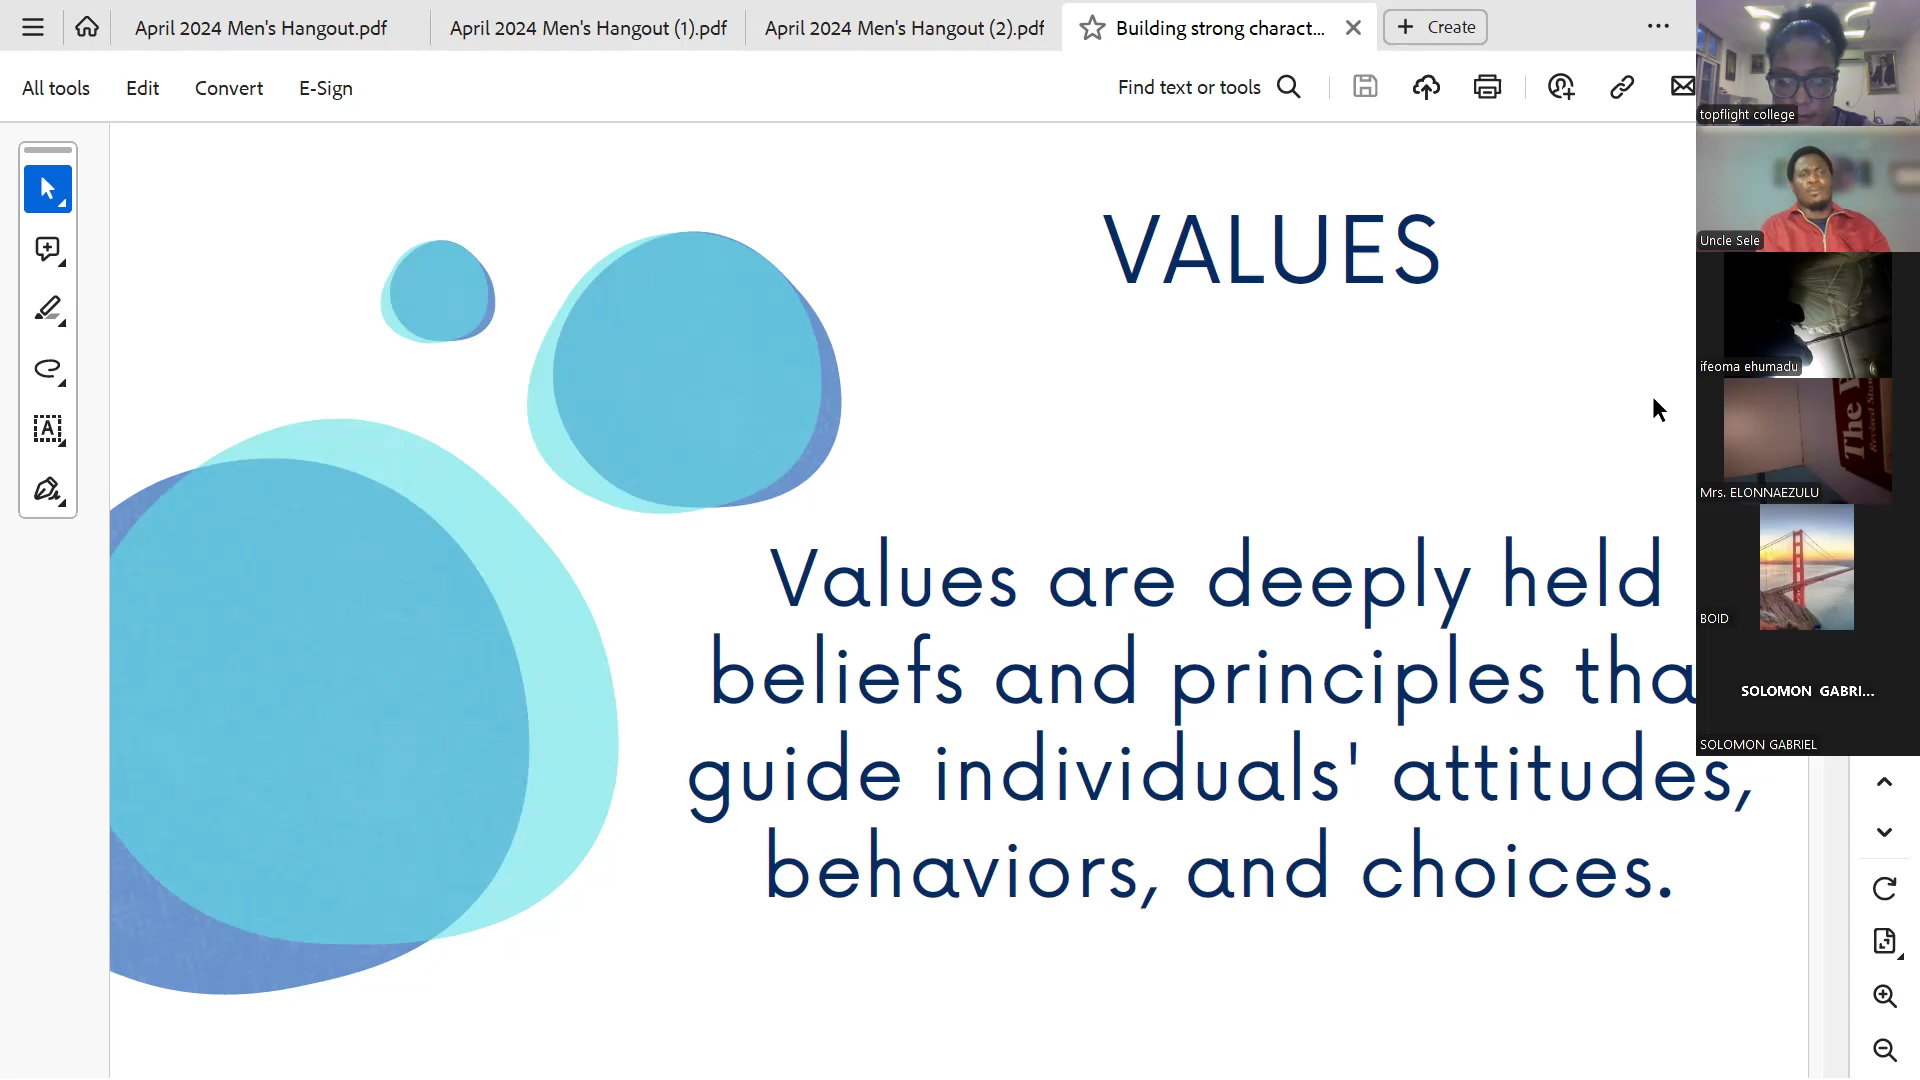 April 2024 Men's Hangout.pdf
April 2024 Men's Hangout (1).pdf
April 2024 Men's Hangout (2).pdf
Building strong charact...
Create
All tools
Edit
Convert
E-Sign
Find text or tools
VALUES
Values are deeply held
beliefs and principles tha
guide individuals' attitudes,
behaviors, and choices.
topflight college
Uncle Sele
ifeoma ehumadu
The
Revised
Mrs. ELONNAEZULU
BOID
SOLOMON GABRI...
SOLOMON GABRIEL